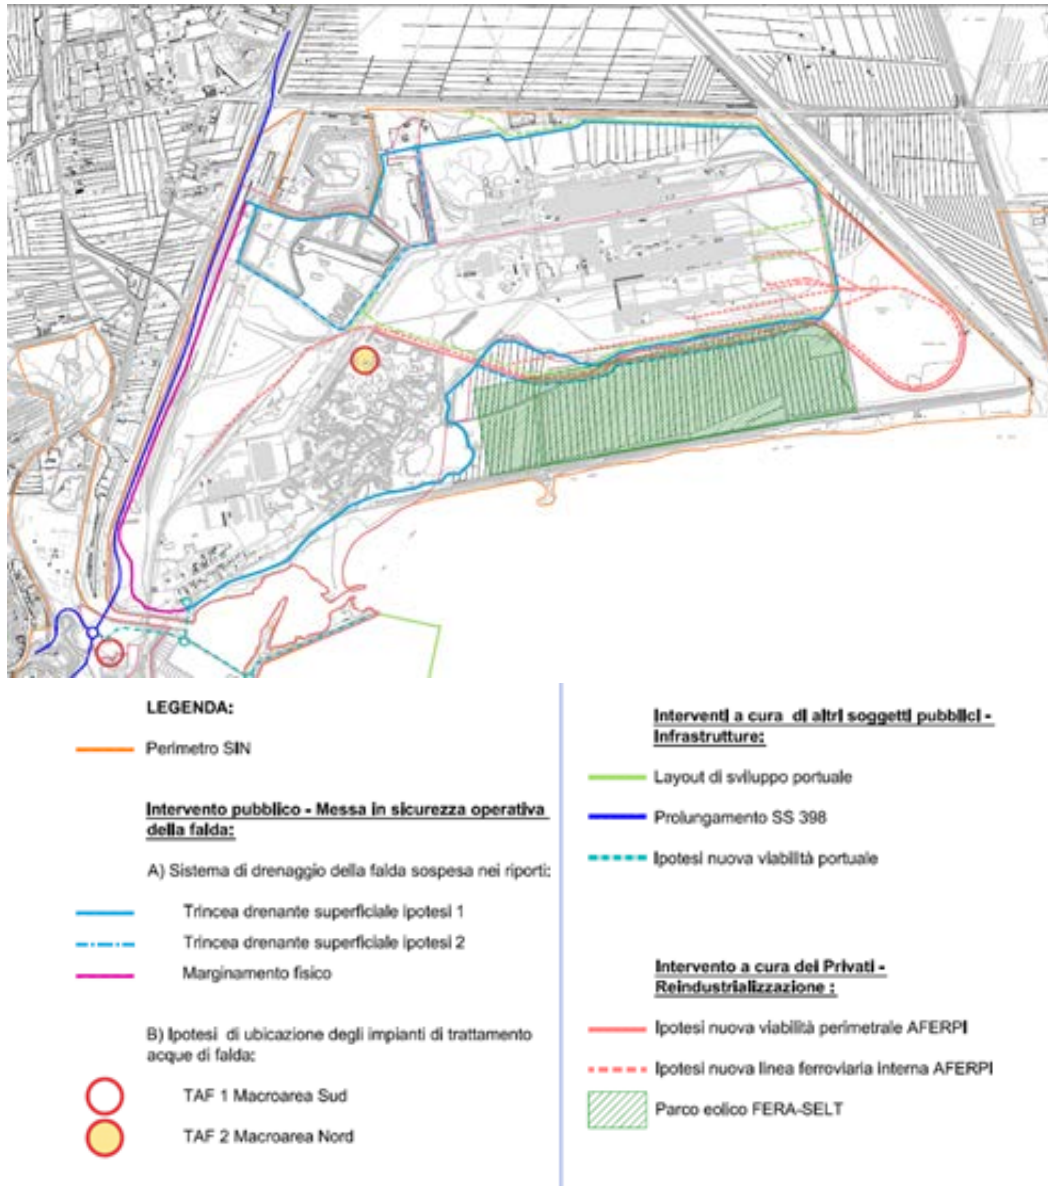 LEGENDA:
Perimetro SIN
Intervento pubblico - Messa in sicurezza operativa
della falda:
A) Sistema di drenaggio della falda sospesa nei riporti:
Trincea drenante superficiale ipotesi 1
Trincea drenante superficiale ipotesi 2
Marginamento fisico
B) Ipotesi di ubicazione degli impianti di trattamento
acque di falda:
TAF 1 Macroarea Sud
TAF 2 Macroarea Nord
Interventi a cura di altri soggetti pubblici -
Infrastrutture:
Layout di sviluppo portuale
Prolungamento SS 398
Ipotesi nuova viabilità portuale
Intervento a cura dei Privati -
Reindustrializzazione :
Ipotesi nuova viabilità perimetrale AFERPI
Ipotesi nuova linea ferroviaria interna AFERPI
Parco eolico FERA-SELT